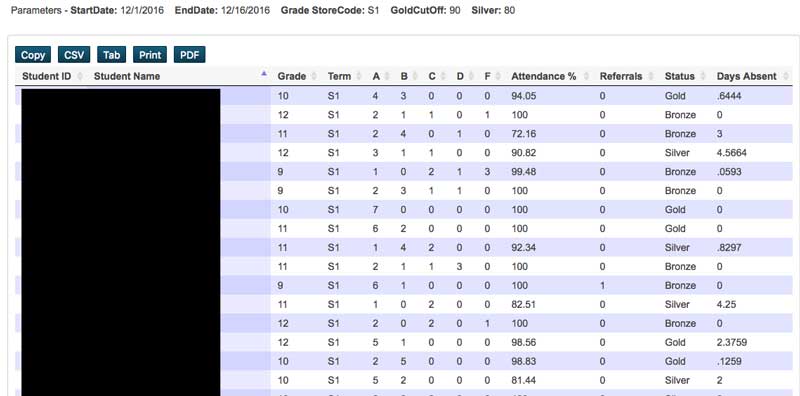 Parameters - StartDate: 12/1/2016 EndDate: 12/16/2016 Grade StoreCode: S1 GoldCutOff: 90 Silver: 80
Copy CSV Tab Print PDF
Student ID Student Name Grade Term A B C D F Attendance % Referrals Status Days Absent
10 S1 4 3 0 0 0 94.05 0 Gold .6444
12 S1 2 1 1 0 1 100 0 Bronze 0
11 S1 2 4 0 1 0 72.16 0 Bronze 3
12 S1 3 1 1 0 0 90.82 0 Silver 4.5664
9 S1 1 0 2 1 3 99.48 0 Bronze .0593
9 S1 2 3 1 1 0 100 0 Bronze 0
10 S1 7 0 0 0 0 100 0 Gold 0
11 S1 6 2 0 0 0 100 0 Gold 0
11 S1 1 4 2 0 0 92.34 0 Silver .8297
11 S1 2 1 1 3 0 100 0 Bronze 0
9 S1 6 1 0 0 0 100 1 Bronze 0
11 S1 1 0 2 0 0 82.51 0 Silver 4.25
12 S1 2 0 2 0 1 100 0 Bronze 0
12 S1 5 1 0 0 0 98.56 0 Gold 2.3759
10 S1 2 5 0 0 0 98.83 0 Gold .1259
10 S1 5 2 0 0 0 81.44 0 Silver 2